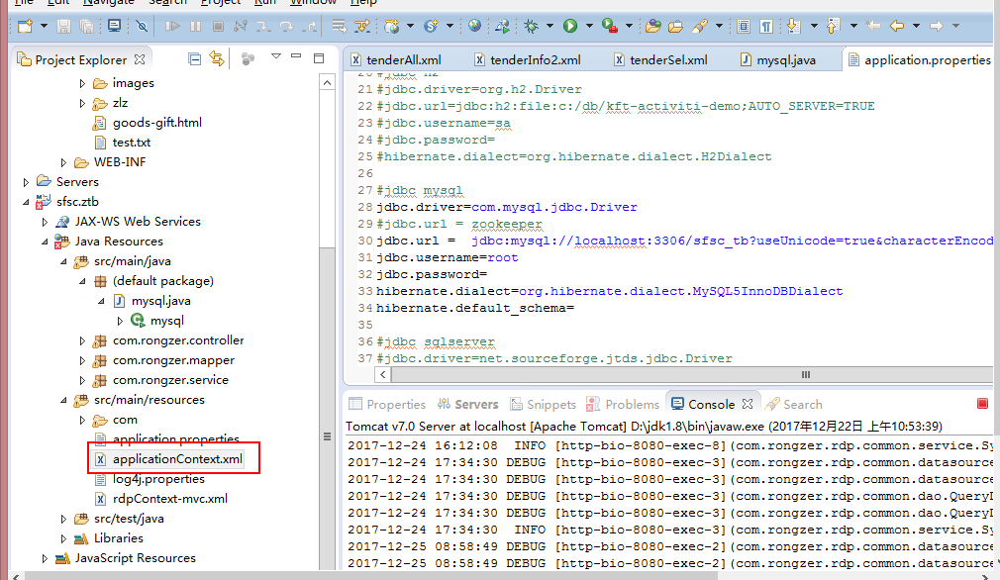 File Edit Navigate Search Project Run Window Help
Project Explorer
images
zlz
goods-gift.html
test.txt
WEB-INF
Servers
sfsc.ztb
JAX-WS Web Services
Java Resources
src/main/java
(default package)
mysql.java
mysql
com.rongzer.controller
com.rongzer.mapper
com.rongzer.service
src/main/resources
com
application.properties
applicationContext.xml
log4j.properties
rdpContext-mvc.xml
src/test/java
Libraries
JavaScript Resources
tenderAll.xml tenderInfo2.xml tenderSel.xml mysql.java application.properties
20 #jdbc h2
21 #jdbc.driver=org.h2.Driver
22 #jdbc.url=jdbc:h2:file:c:/db/kft-activiti-demo;AUTO_SERVER=TRUE
23 #jdbc.username=sa
24 #jdbc.password=
25 #hibernate.dialect=org.hibernate.dialect.H2Dialect
26
27 #jdbc mysql
28 jdbc.driver=com.mysql.jdbc.Driver
29 #jdbc.url = zookeeper
30 jdbc.url = jdbc:mysql://localhost:3306/sfsc_tb?useUnicode=true&characterEncod
31 jdbc.username=root
32 jdbc.password=
33 hibernate.dialect=org.hibernate.dialect.MySQL5InnoDBDialect
34 hibernate.default_schema=
35
36 #jdbc sqlserver
37 #jdbc.driver=net.sourceforge.jtds.jdbc.Driver
Properties Servers Snippets Problems Console Search
Tomcat v7.0 Server at localhost [Apache Tomcat] D:\jdk1.8\bin\javaw.exe (2017年12月22日 上午10:53:39)
2017-12-24 16:12:08 INFO [http-bio-8080-exec-8](com.rongzer.rdp.common.service.Sy
2017-12-24 17:34:30 DEBUG [http-bio-8080-exec-3](com.rongzer.rdp.common.datasourc
2017-12-24 17:34:30 DEBUG [http-bio-8080-exec-3](com.rongzer.rdp.common.datasourc
2017-12-24 17:34:30 DEBUG [http-bio-8080-exec-3](com.rongzer.rdp.common.dao.QueryD
2017-12-24 17:34:30 DEBUG [http-bio-8080-exec-3](com.rongzer.rdp.common.dao.QueryD
2017-12-24 17:34:30 INFO [http-bio-8080-exec-3](com.rongzer.rdp.common.service.Sy
2017-12-25 08:58:49 DEBUG [http-bio-8080-exec-2](com.rongzer.rdp.common.datasourc
2017-12-25 08:58:49 DEBUG [http-bio-8080-exec-2](com.rongzer.rdp.common.datasourc